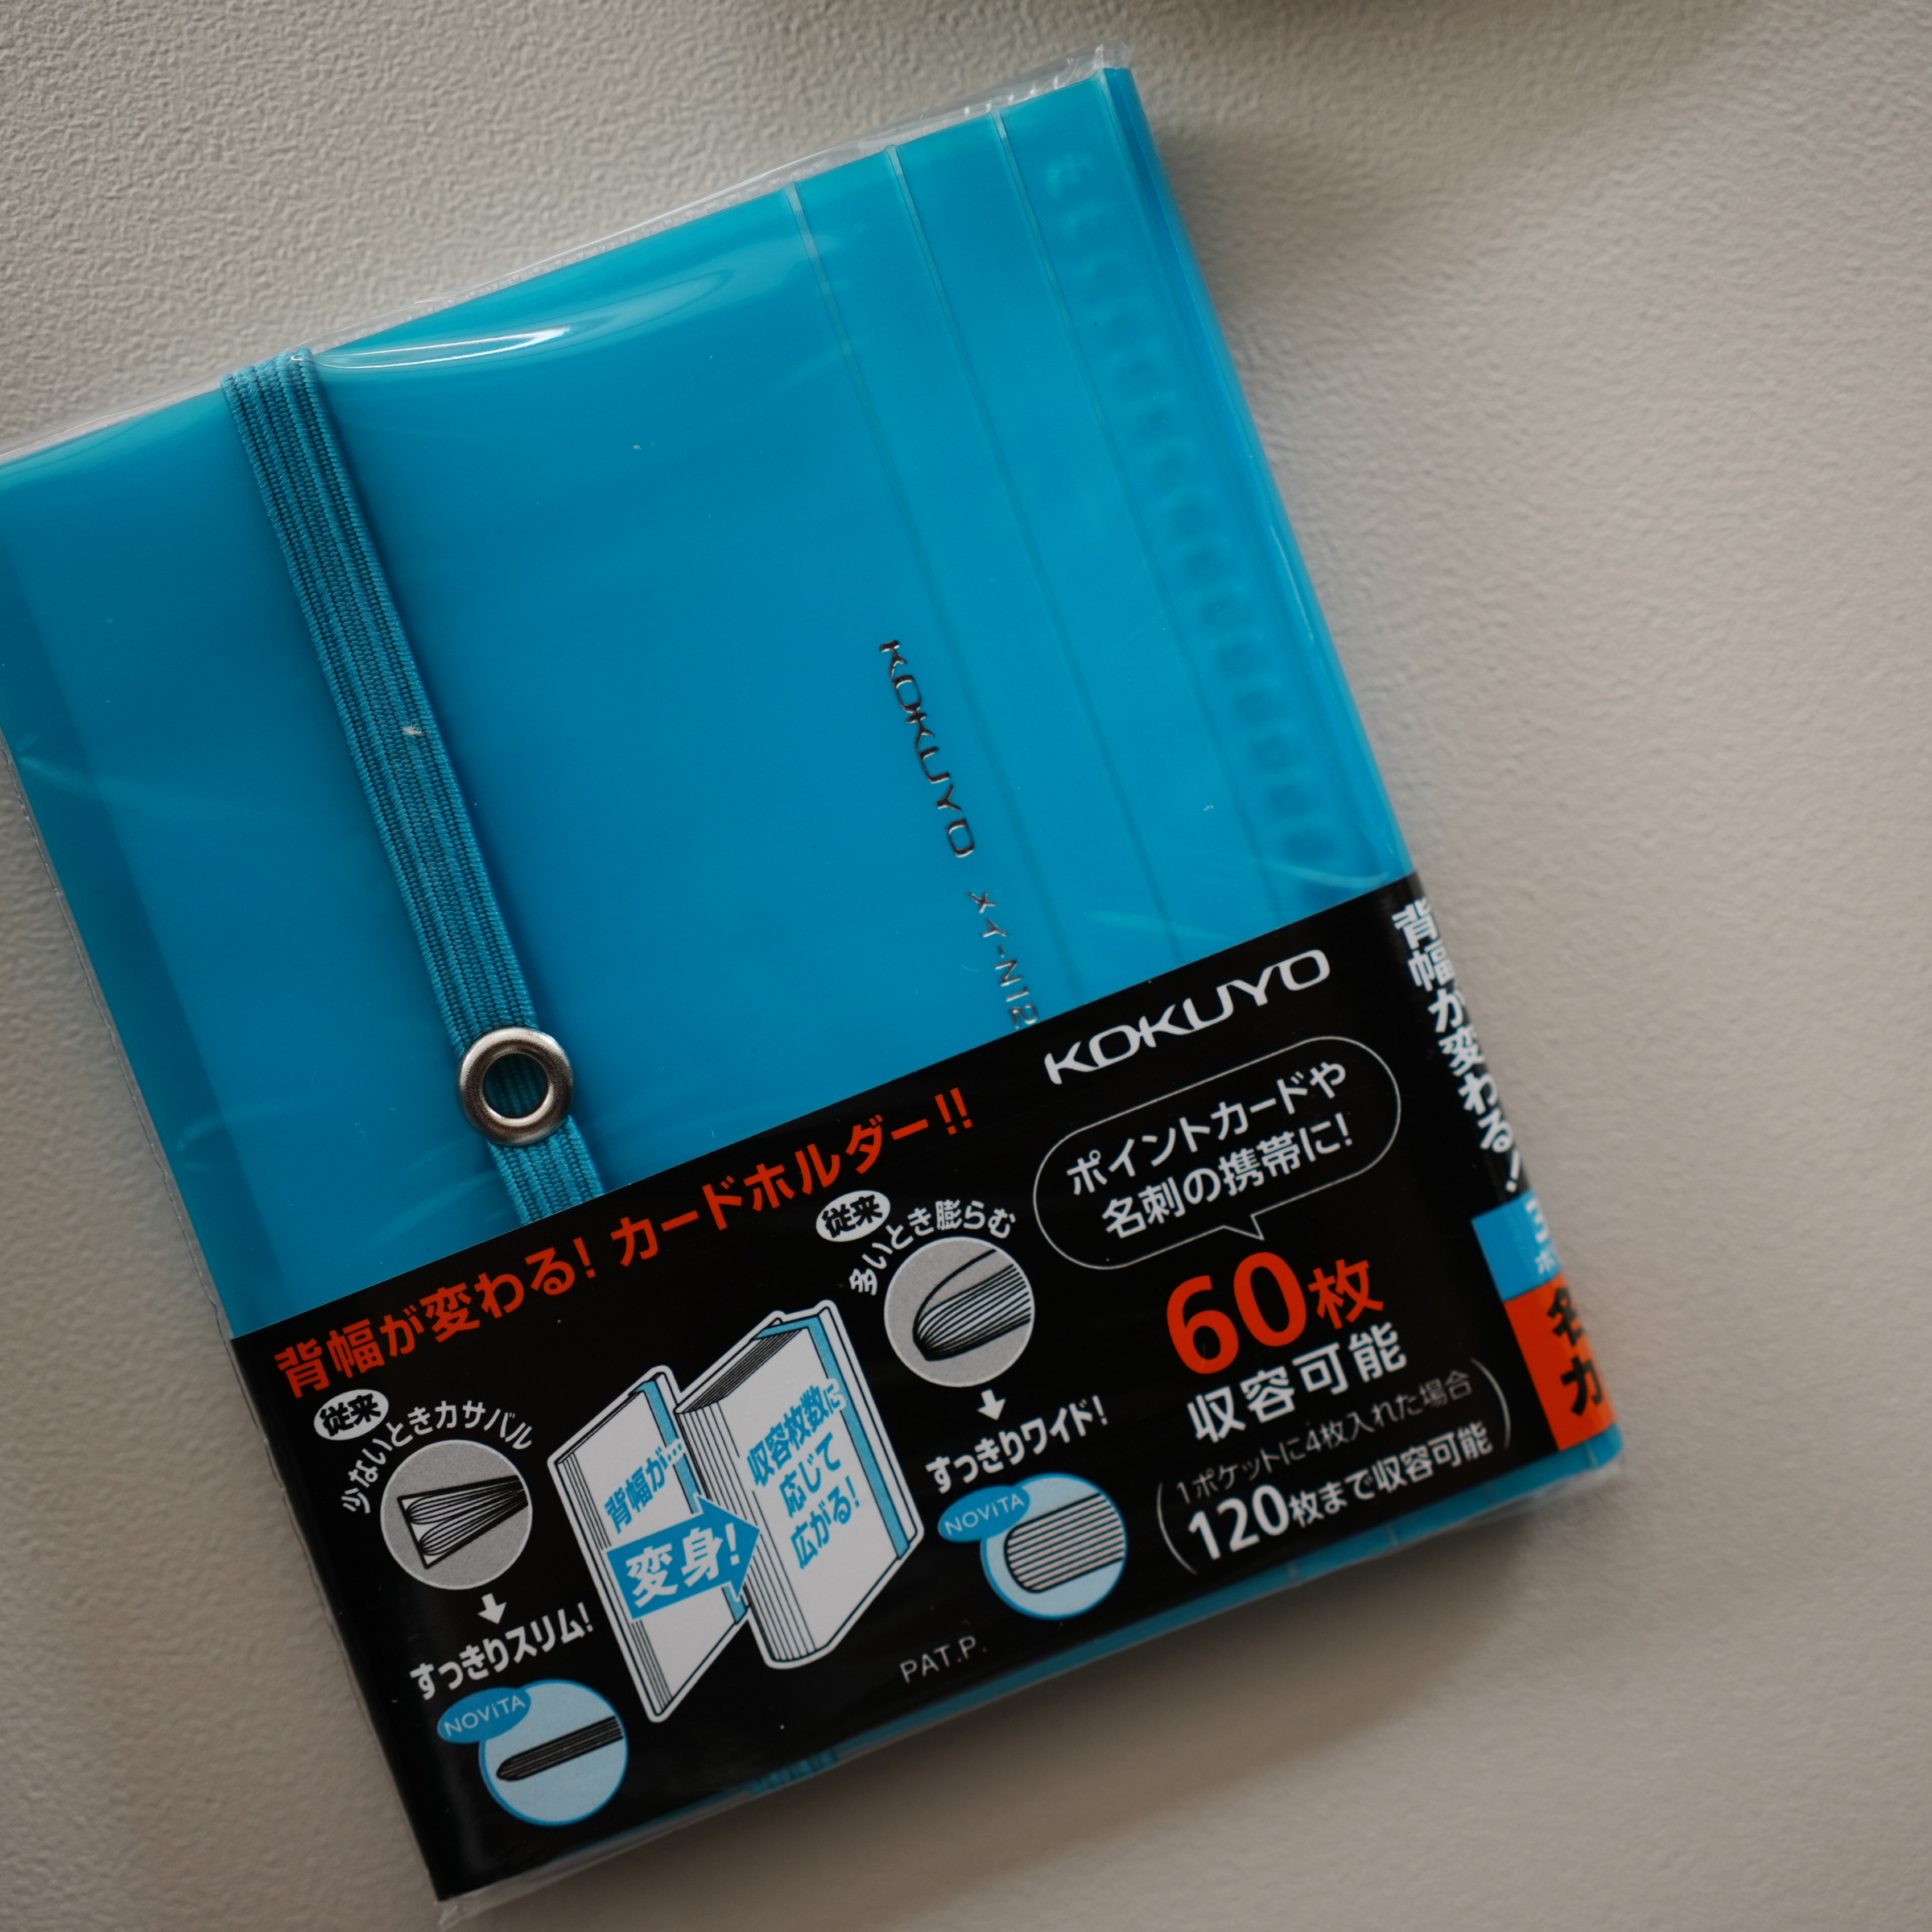 KOKUYO
KOKUYO
背幅が変わる! カードホルダー!!
従来
少ないときカサバル
すっきりスリム!
NOViTA
背幅が…
変身!
収容枚数に
応じて
広がる!
従来
多いとき膨らむ
すっきりワイド!
NOViTA
ポイントカードや
名刺の携帯に!
60枚
収容可能
1ポケットに4枚入れた場合
120枚まで収容可能
PAT.P.
背幅が変わる!